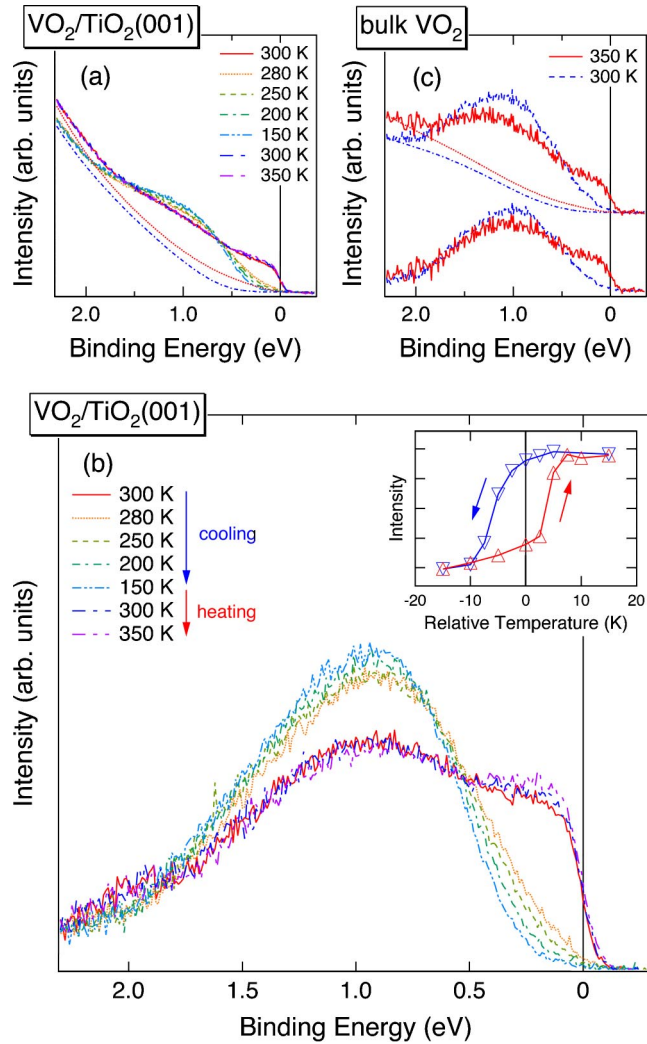 VO2/TiO2(001)
(a)
300 K
280 K
250 K
200 K
150 K
300 K
350 K
Intensity (arb. units)
2.0 1.0 0
Binding Energy (eV)
bulk VO2
(c)
350 K
300 K
Intensity (arb. units)
2.0 1.0 0
Binding Energy (eV)
VO2/TiO2(001)
(b)
300 K
280 K
250 K
200 K
150 K
300 K
350 K
cooling
heating
Intensity
-20 -10 0 10 20
Relative Temperature (K)
Intensity (arb. units)
2.0 1.5 1.0 0.5 0
Binding Energy (eV)